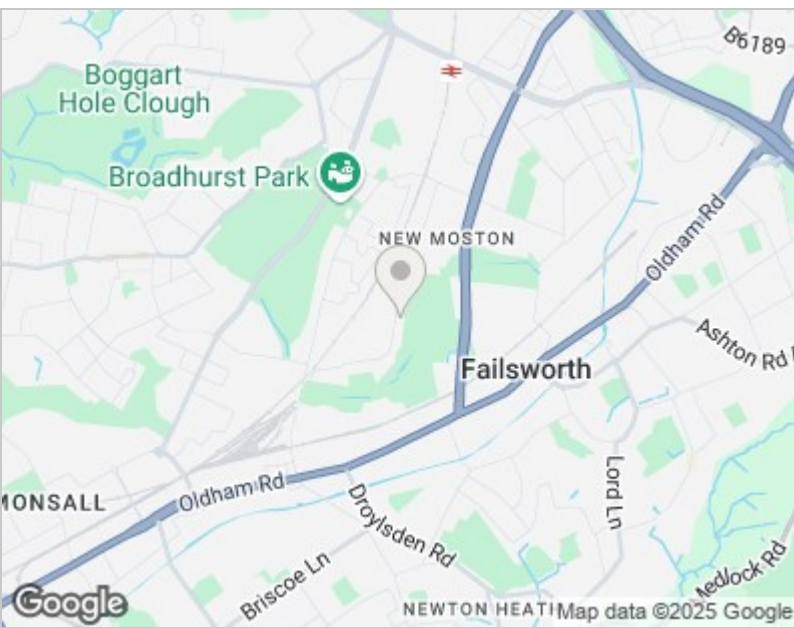 B6189
Boggart
Hole Clough
Broadhurst Park
NEW MOSTON
Oldham Rd
Ashton Rd
Failsworth
MONSALL
Oldham Rd
Lord Ln
Droylsden Rd
Briscoe Ln
Medlock Rd
NEWTON HEATH
Google
Map data ©2025 Google